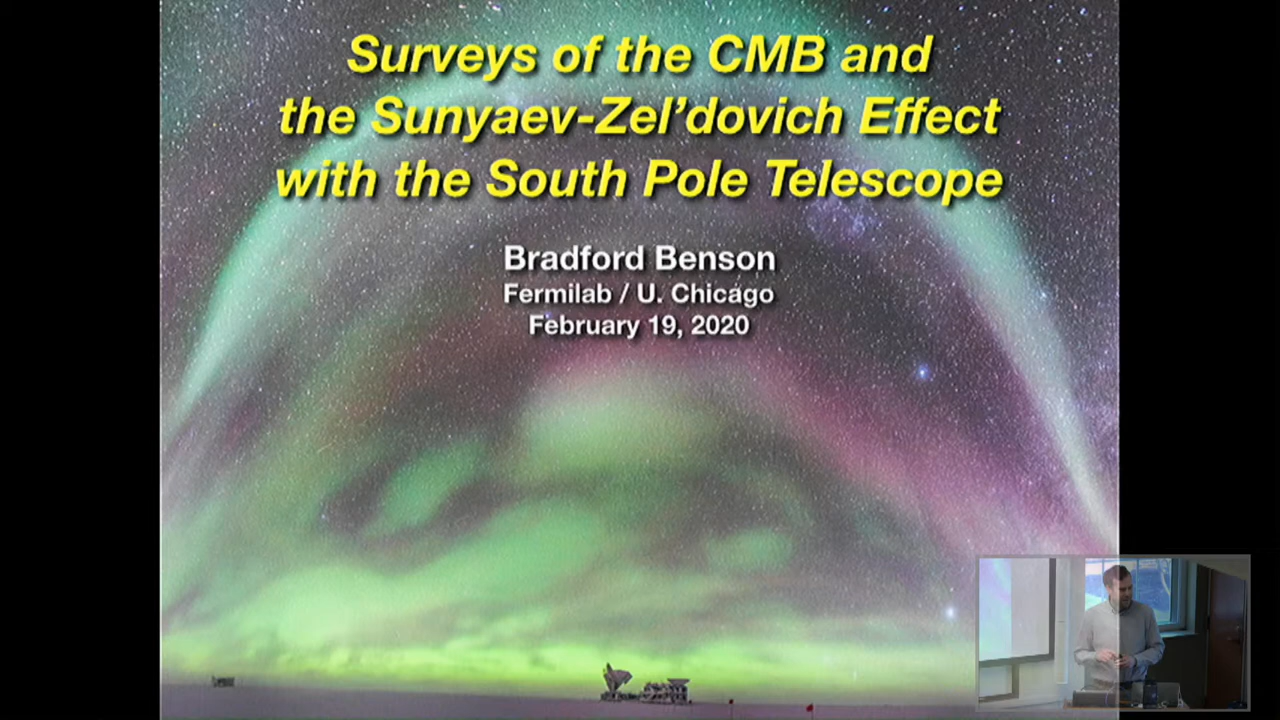 Surveys of the CMB and
the Sunyaev-Zel'dovich Effect
with the South Pole Telescope
Bradford Benson
Fermilab / U. Chicago
February 19, 2020